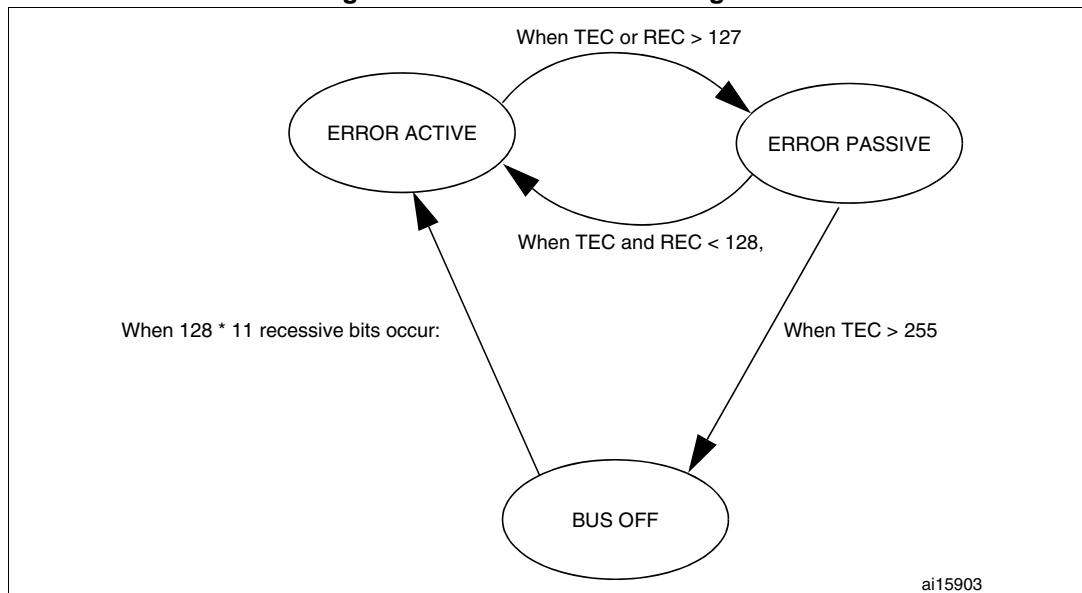 When TEC or REC > 127
ERROR ACTIVE
ERROR PASSIVE
When TEC and REC < 128,
When 128 * 11 recessive bits occur:
When TEC > 255
BUS OFF
ai15903